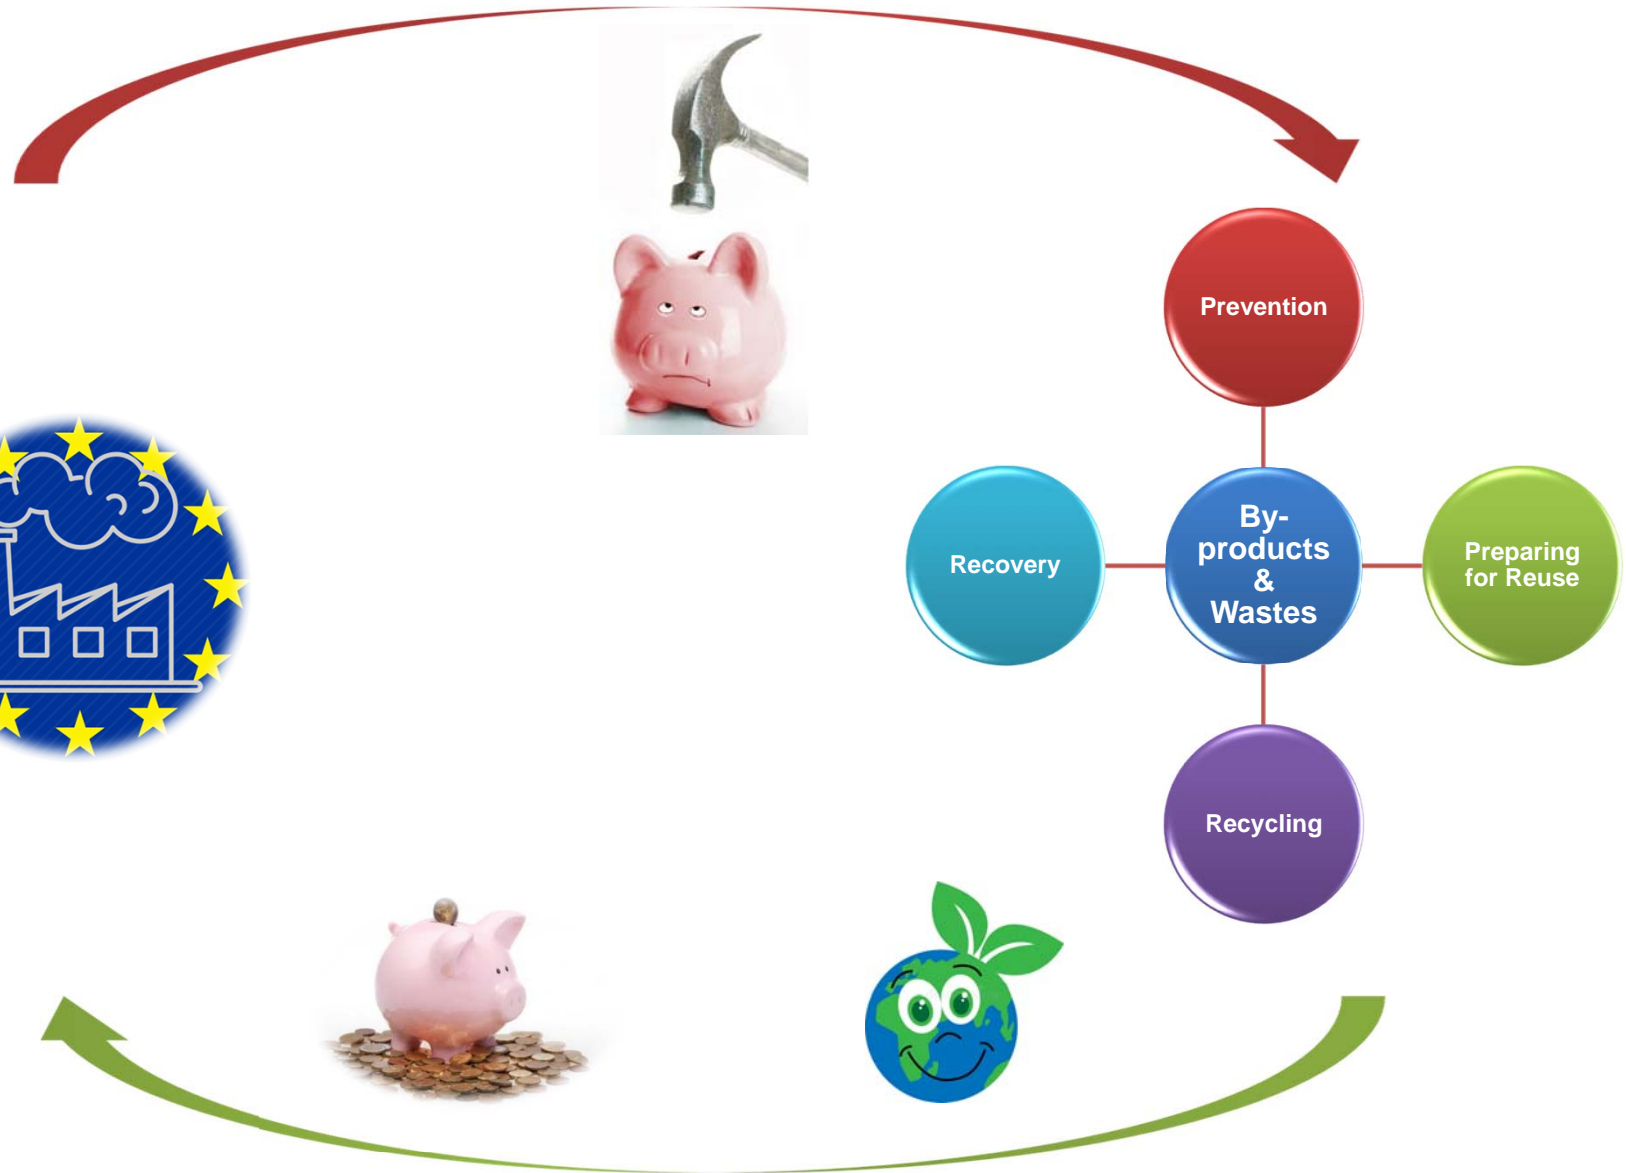 Prevention
Recovery
By-
products
&
Wastes
Preparing
for Reuse
Recycling